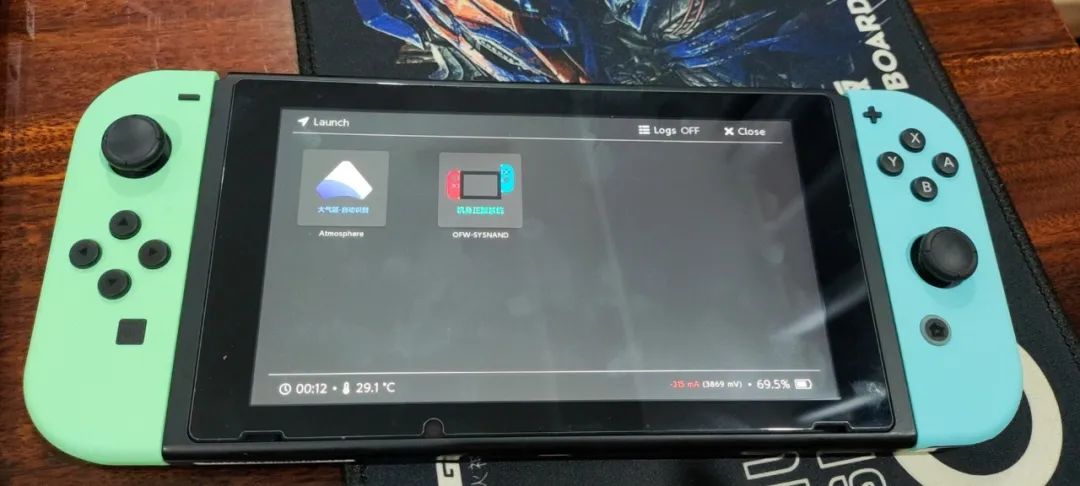 BOARD
Launch
Logs OFF
Close
大气层-自动识别
机身正版系统
Atmosphere
OFW-SYSNAND
X
Y
A
B
00:12 • 29.1 °C
-315 mA (3869 mV) • 69.5%